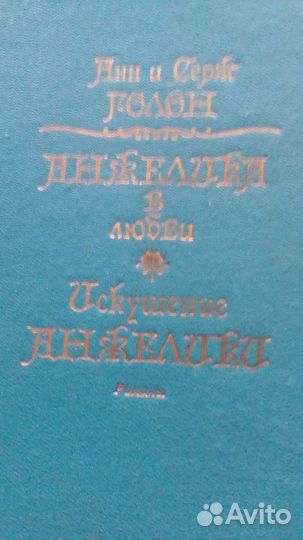 Анн и Серж
ГОЛОН
АНЖЕЛИКА
в
любви
Искушение
АНЖЕЛИКИ
Романы
Avito